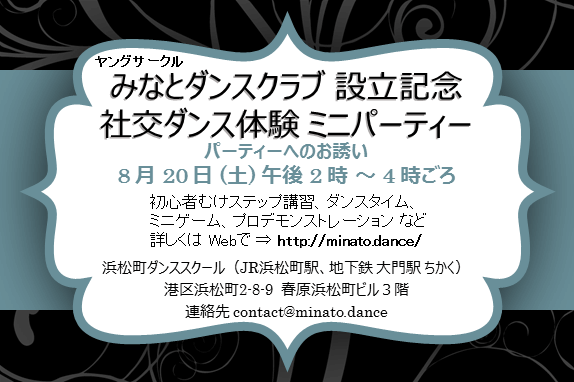 ヤングサークル
みなとダンスクラブ 設立記念
社交ダンス体験 ミニパーティー
パーティーへのお誘い
8月20日(土)午後2時 ～ 4時ごろ
初心者むけステップ講習、ダンスタイム、
ミニゲーム、プロデモンストレーション など
詳しくは Webで ⇒ http://minato.dance/
浜松町ダンススクール（JR浜松町駅、地下鉄 大門駅 ちかく）
港区浜松町2-8-9 春原浜松町ビル３階
連絡先 contact@minato.dance